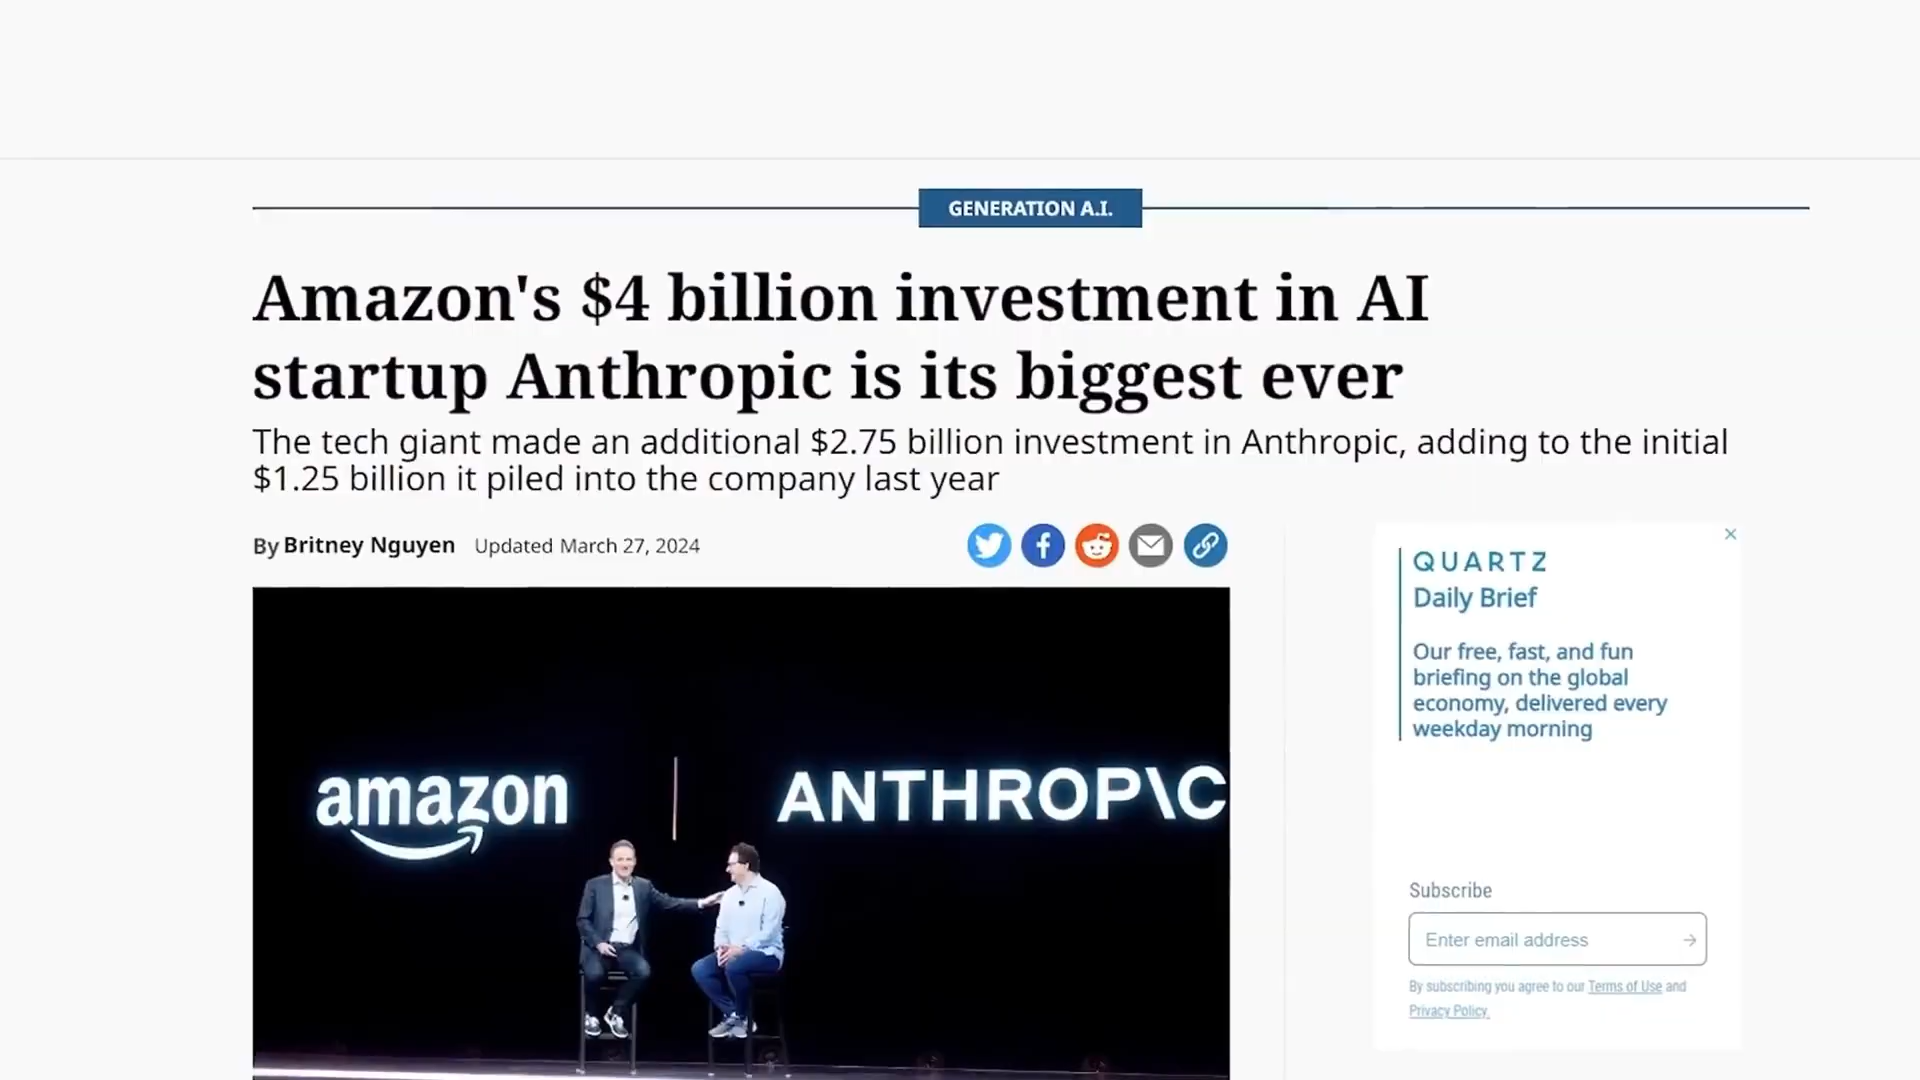 GENERATION A.I.
Amazon's $4 billion investment in AI
startup Anthropic is its biggest ever
The tech giant made an additional $2.75 billion investment in Anthropic, adding to the initial
$1.25 billion it piled into the company last year
By Britney Nguyen Updated March 27, 2024
amazon
ANTHROP\C
QUARTZ
Daily Brief
Our free, fast, and fun
briefing on the global
economy, delivered every
weekday morning
Subscribe
Enter email address
By subscribing you agree to our Terms of Use and
Privacy Policy.